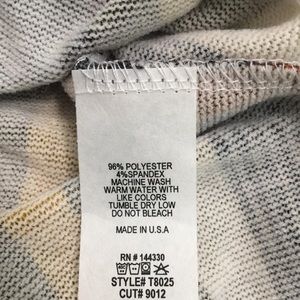 96% POLYESTER
4%SPANDEX
MACHINE WASH
WARM WATER WITH
LIKE COLORS
TUMBLE DRY LOW
DO NOT BLEACH
MADE IN U.S.A
RN # 144330
STYLE# T8025
CUT# 9012